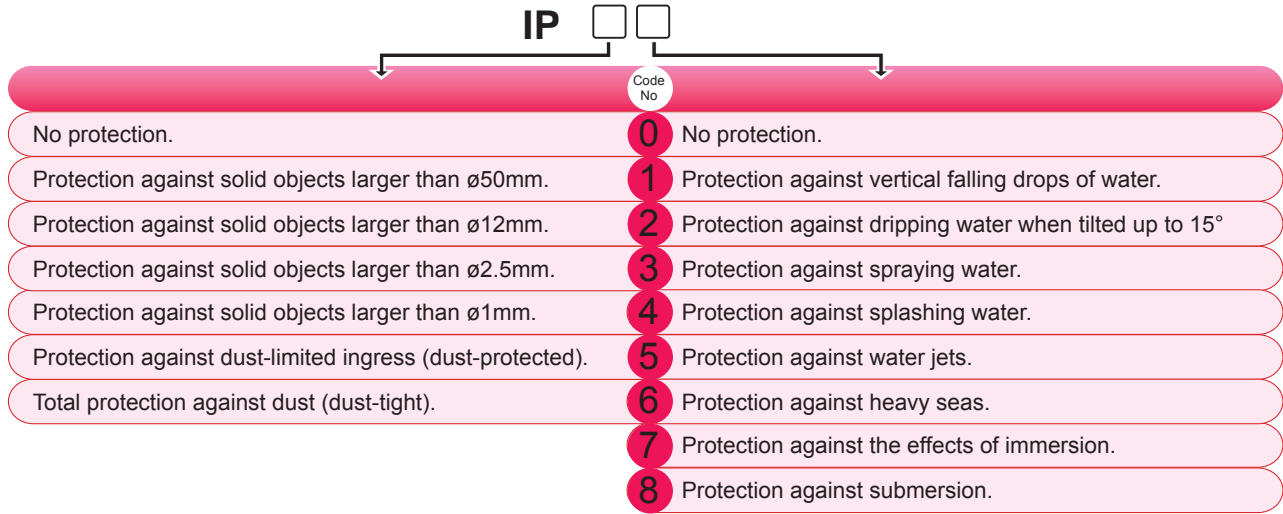 IP
Code
No
No protection. 0 No protection.
Protection against solid objects larger than ø50mm. 1 Protection against vertical falling drops of water.
Protection against solid objects larger than ø12mm. 2 Protection against dripping water when tilted up to 15°
Protection against solid objects larger than ø2.5mm. 3 Protection against spraying water.
Protection against solid objects larger than ø1mm. 4 Protection against splashing water.
Protection against dust-limited ingress (dust-protected). 5 Protection against water jets.
Total protection against dust (dust-tight). 6 Protection against heavy seas.
7 Protection against the effects of immersion.
8 Protection against submersion.